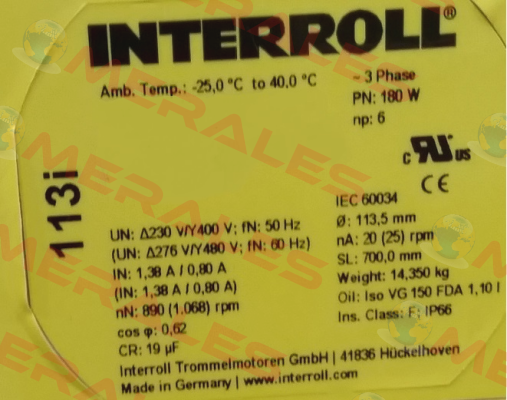 INTERROLL®
Amb. Temp.: -25,0 °C to 40.0 °C
~ 3 Phase
PN: 180 W
np: 6
c RU US
CE
113i
IEC 60034
UN: Δ230 V/Y400 V; fN: 50 Hz
(UN: Δ276 V/Y480 V; fN: 60 Hz)
IN: 1,38 A / 0,80 A
(IN: 1,38 A / 0,80 A)
nN: 890 (1,068) rpm
cos φ: 0,62
CR: 19 µF
Ø: 113,5 mm
nA: 20 (25) rpm
SL: 700,0 mm
Weight: 14,350 kg
Oil: Iso VG 150 FDA 1,10 l
Ins. Class: F; IP66
Interroll Trommelmotoren GmbH | 41836 Hückelhoven
Made in Germany | www.interroll.com
MERALES
MERALES